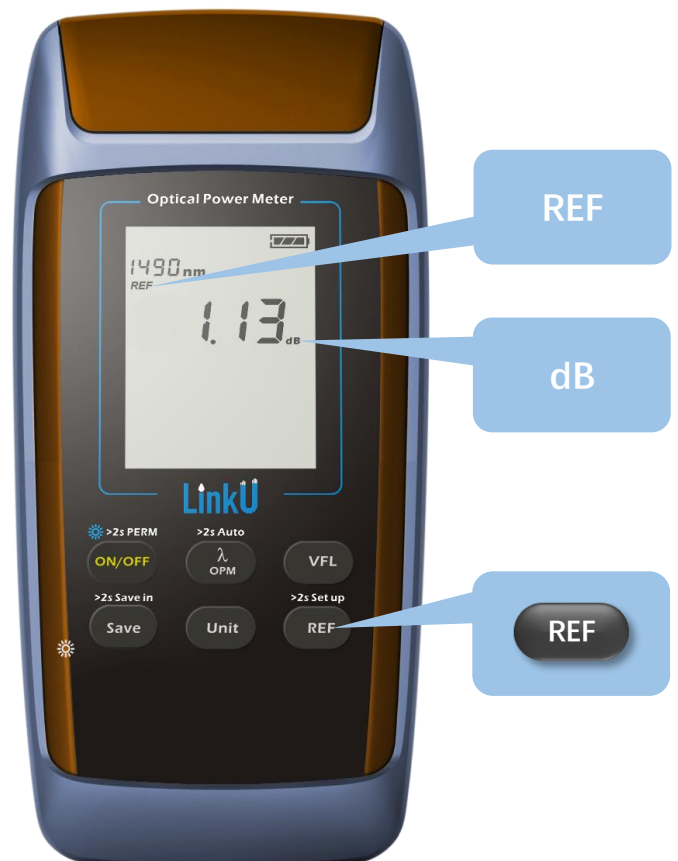 Optical Power Meter
1490nm
REF
1.13dB
LinkU
>2s PERM
>2s Auto
ON/OFF
λ
OPM
VFL
>2s Save in
>2s Set up
Save
Unit
REF
REF
dB
REF